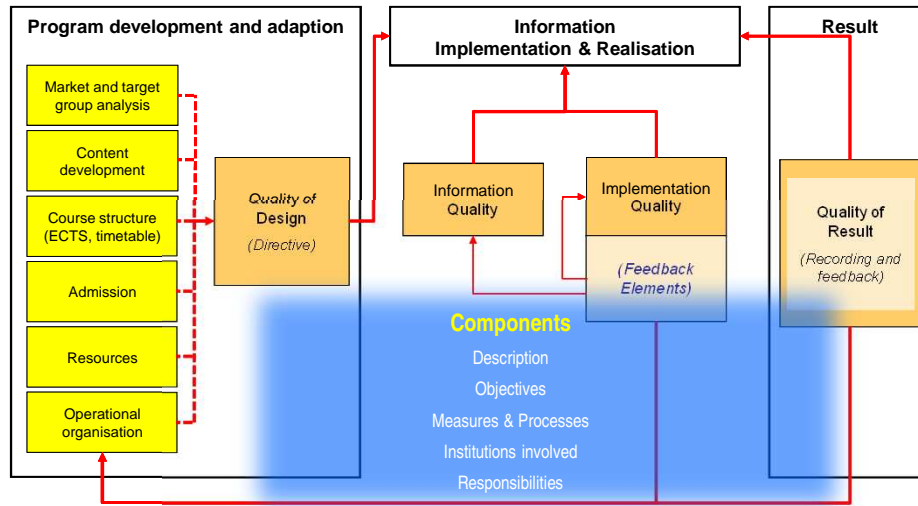 Program development and adaption
Market and target
group analysis
Content
development
Course structure
(ECTS, timetable)
Admission
Resources
Operational
organisation
Quality of
Design
(Directive)
Information
Implementation & Realisation
Information
Quality
Implementation
Quality
(Feedback
Elements)
Components
Description
Objectives
Measures & Processes
Institutions involved
Responsibilities
Result
Quality of
Result
(Recording and
feedback)